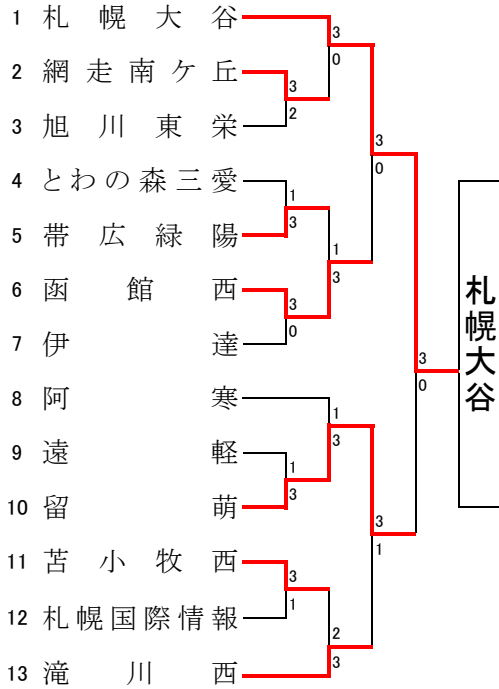 1 札幌大谷
3
0
2 網走南ケ丘
3
2
3 旭川東栄
3
0
4 とわの森三愛
1
3
5 帯広緑陽
1
3
6 函館西
3
0
7 伊達
札幌大谷
3
0
8 阿寒
1
3
9 遠軽
1
3
10 留萌
3
1
11 苫小牧西
3
1
12 札幌国際情報
2
3
13 滝川西